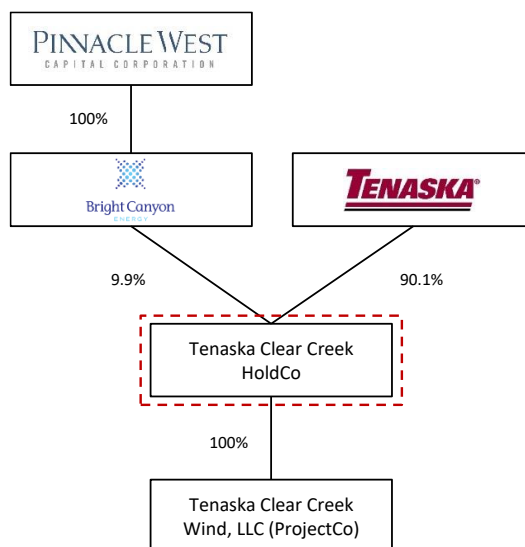 PINNACLE WEST
CAPITAL CORPORATION
100%
Bright Canyon
ENERGY
TENASKA®
9.9%
90.1%
Tenaska Clear Creek
HoldCo
100%
Tenaska Clear Creek
Wind, LLC (ProjectCo)